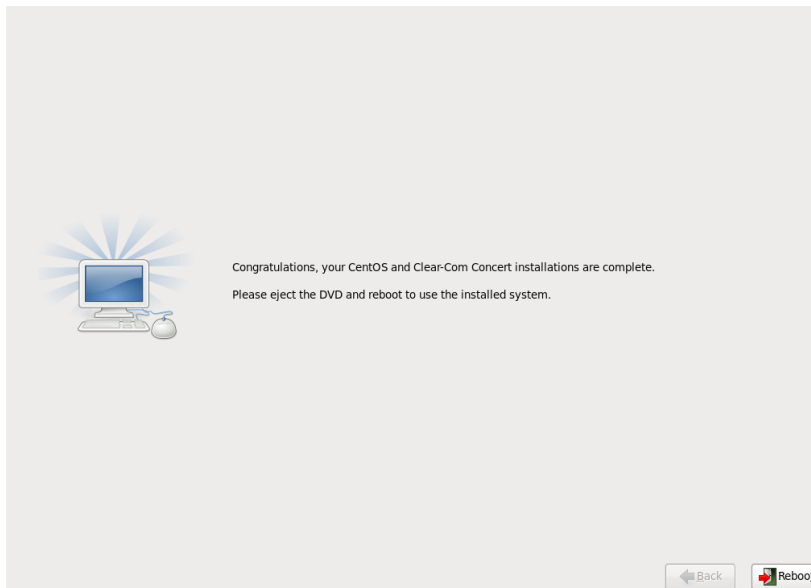 Congratulations, your CentOS and Clear-Com Concert installations are complete.
Please eject the DVD and reboot to use the installed system.
Back
Reboo